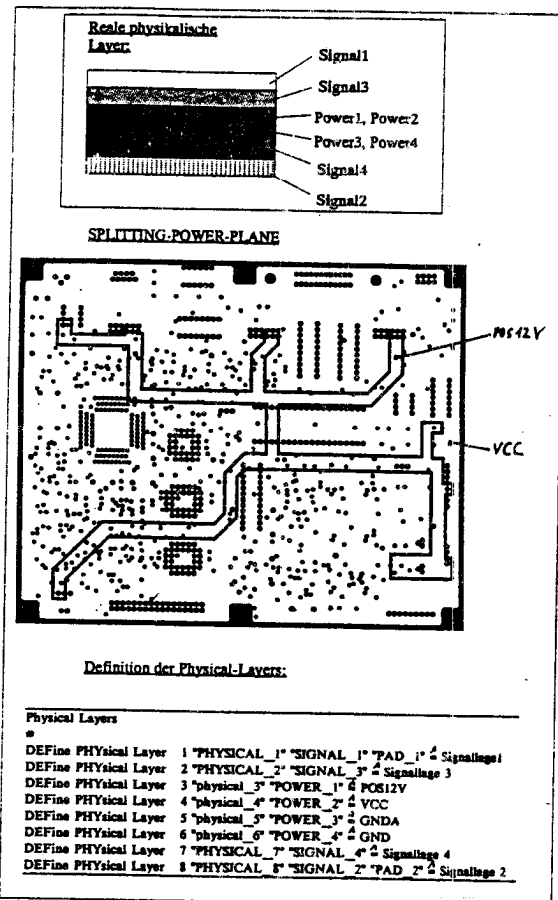 Reale physikalische
Layer:
Signal1
Signal3
Power1, Power2
Power3, Power4
Signal4
Signal2
SPLITTING-POWER-PLANE
POS12V
VCC
Definition der Physical-Layers:
Physical Layers
#
DEFine PHYsical Layer 1 "PHYSICAL_1" "SIGNAL_1" "PAD_1" ≙ Signallage1
DEFine PHYsical Layer 2 "PHYSICAL_2" "SIGNAL_3" ≙ Signallage 3
DEFine PHYsical Layer 3 "physical_3" "POWER_1" ≙ POS12V
DEFine PHYsical Layer 4 "physical_4" "POWER_2" ≙ VCC
DEFine PHYsical Layer 5 "physical_5" "POWER_3" ≙ GNDA
DEFine PHYsical Layer 6 "physical_6" "POWER_4" ≙ GND
DEFine PHYsical Layer 7 "PHYSICAL_7" "SIGNAL_4" ≙ Signallage 4
DEFine PHYsical Layer 8 "PHYSICAL_8" "SIGNAL_2" "PAD_2" ≙ Signallage 2